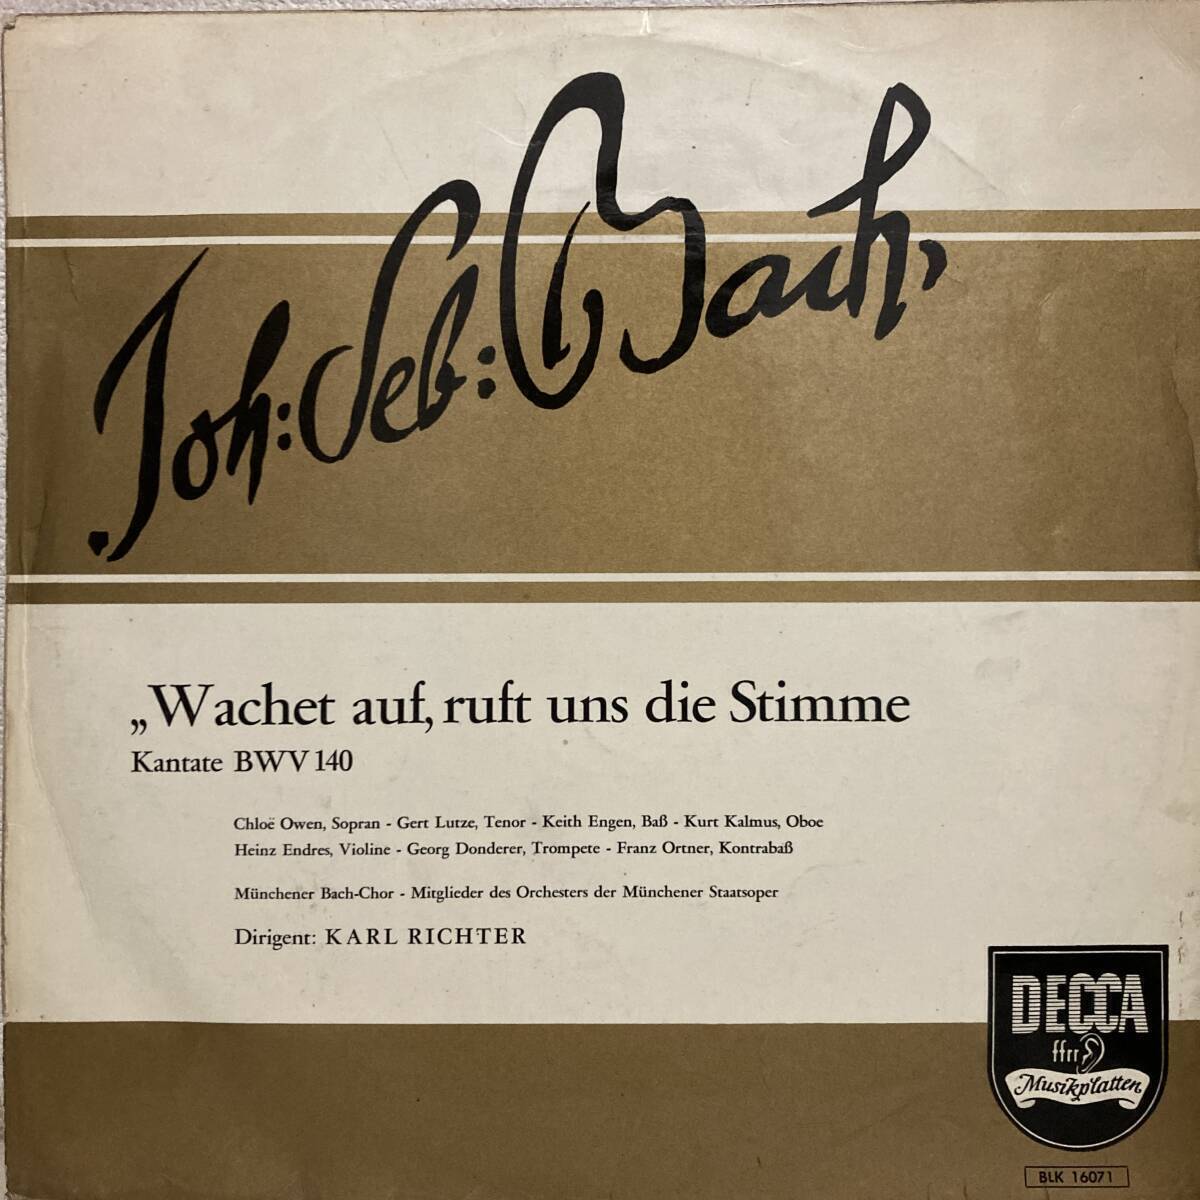 Joh: Seb: Bach,
„Wachet auf, ruft uns die Stimme
Kantate BWV 140
Chloë Owen, Sopran - Gert Lutze, Tenor - Keith Engen, Baß - Kurt Kalmus, Oboe
Heinz Endres, Violine - Georg Donderer, Trompete - Franz Ortner, Kontrabaß
Münchener Bach-Chor - Mitglieder des Orchesters der Münchener Staatsoper
Dirigent: KARL RICHTER
DECCA
ffrr
Musikplatten
BLK 16071